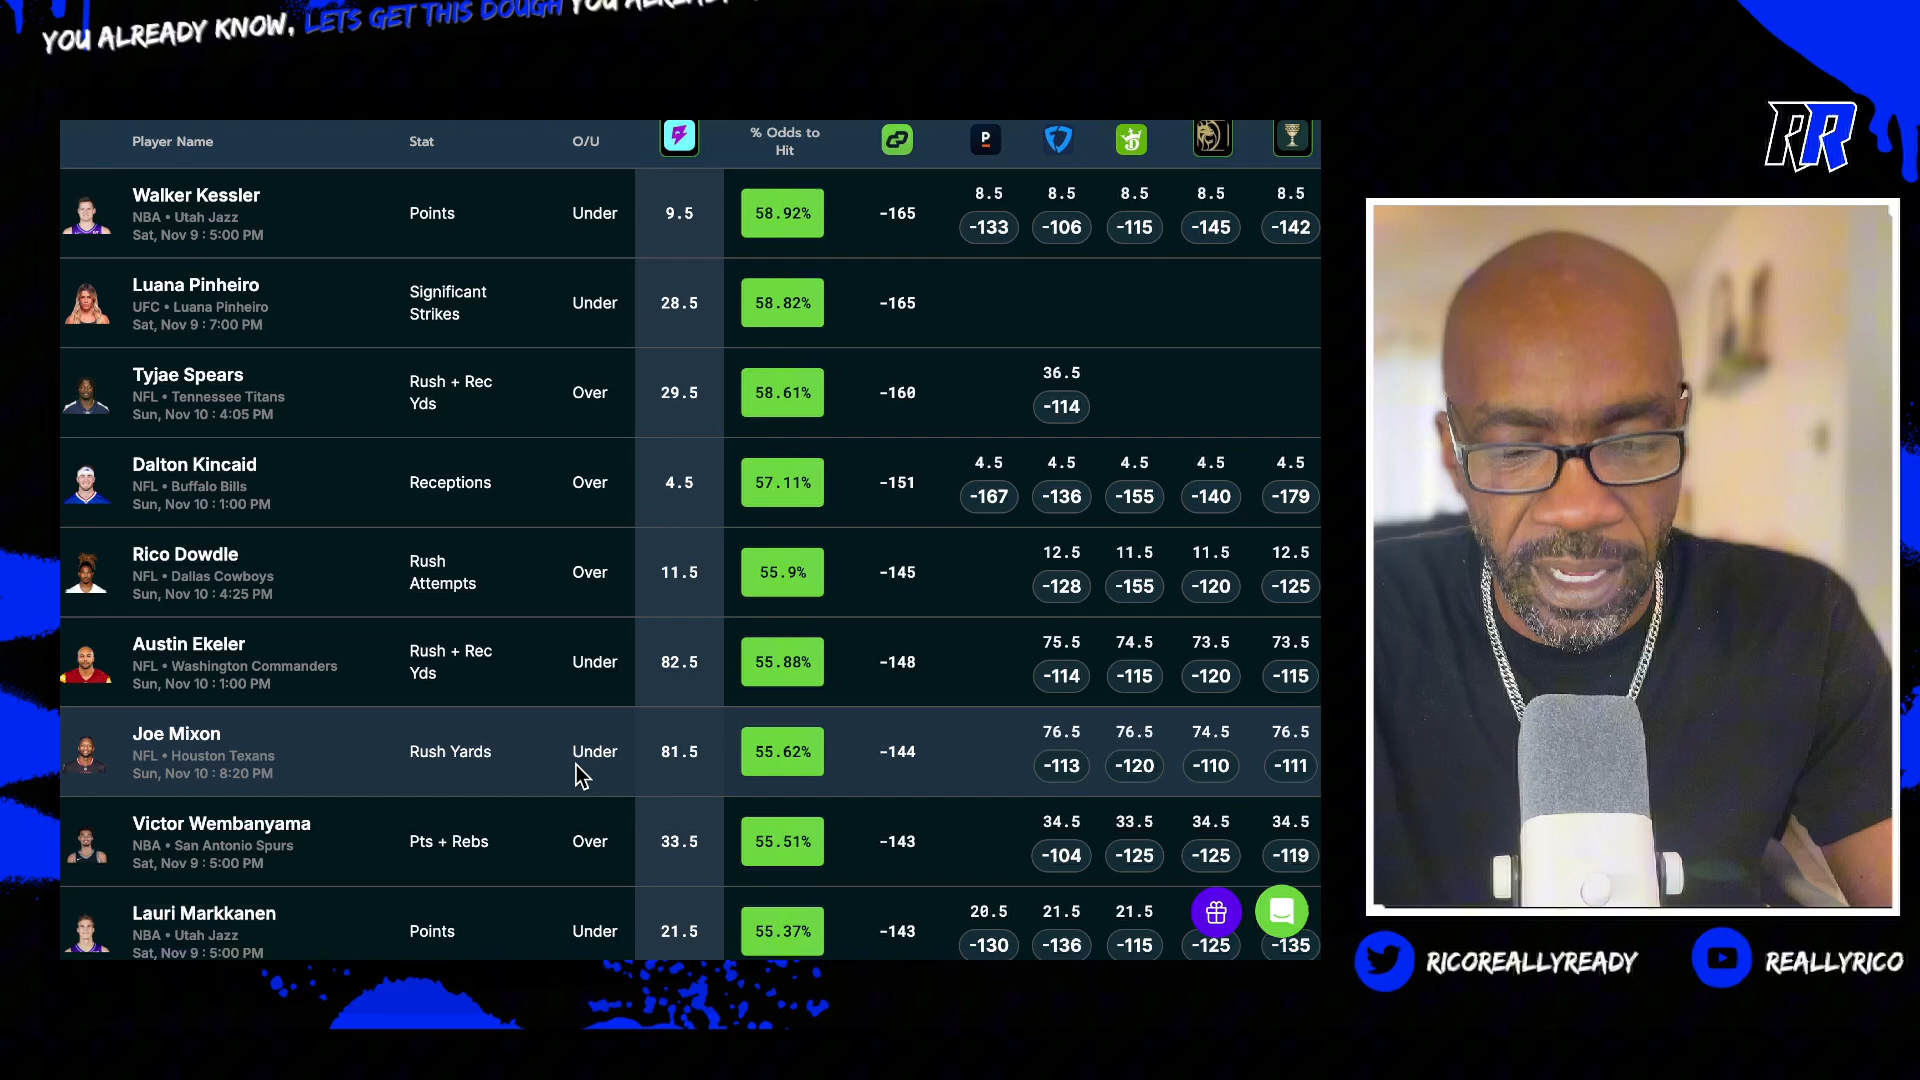 YOU ALREADY KNOW, LETS GET THIS DOUGH YOU ALREADY
Player Name Stat O/U % Odds to Hit
Walker Kessler
NBA • Utah Jazz
Sat, Nov 9 : 5:00 PM
Points Under 9.5 58.92% -165
8.5 8.5 8.5 8.5 8.5
-133 -106 -115 -145 -142
Luana Pinheiro
UFC • Luana Pinheiro
Sat, Nov 9 : 7:00 PM
Significant
Strikes
Under 28.5 58.82% -165
Tyjae Spears
NFL • Tennessee Titans
Sun, Nov 10 : 4:05 PM
Rush + Rec
Yds
Over 29.5 58.61% -160
36.5
-114
Dalton Kincaid
NFL • Buffalo Bills
Sun, Nov 10 : 1:00 PM
Receptions Over 4.5 57.11% -151
4.5 4.5 4.5 4.5 4.5
-167 -136 -155 -140 -179
Rico Dowdle
NFL • Dallas Cowboys
Sun, Nov 10 : 4:25 PM
Rush
Attempts
Over 11.5 55.9% -145
12.5 11.5 11.5 12.5
-128 -155 -120 -125
Austin Ekeler
NFL • Washington Commanders
Sun, Nov 10 : 1:00 PM
Rush + Rec
Yds
Under 82.5 55.88% -148
75.5 74.5 73.5 73.5
-114 -115 -120 -115
Joe Mixon
NFL • Houston Texans
Sun, Nov 10 : 8:20 PM
Rush Yards Under 81.5 55.62% -144
76.5 76.5 74.5 76.5
-113 -120 -110 -111
Victor Wembanyama
NBA • San Antonio Spurs
Sat, Nov 9 : 5:00 PM
Pts + Rebs Over 33.5 55.51% -143
34.5 33.5 34.5 34.5
-104 -125 -125 -119
Lauri Markkanen
NBA • Utah Jazz
Sat, Nov 9 : 5:00 PM
Points Under 21.5 55.37% -143
20.5 21.5 21.5
-130 -136 -115 -125 -135
RR
RICOREALLYREADY
REALLYRICO